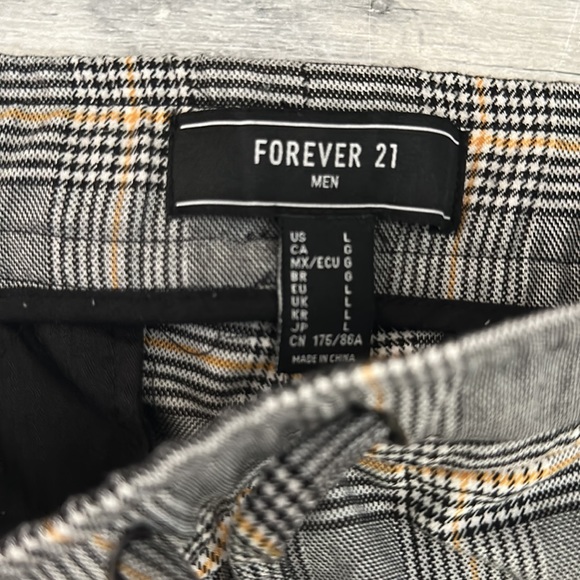 FOREVER 21
MEN
US L
CA G
MX/ECU G
BR G
EU L
UK L
KR L
JP L
CN 175/86A
MADE IN CHINA